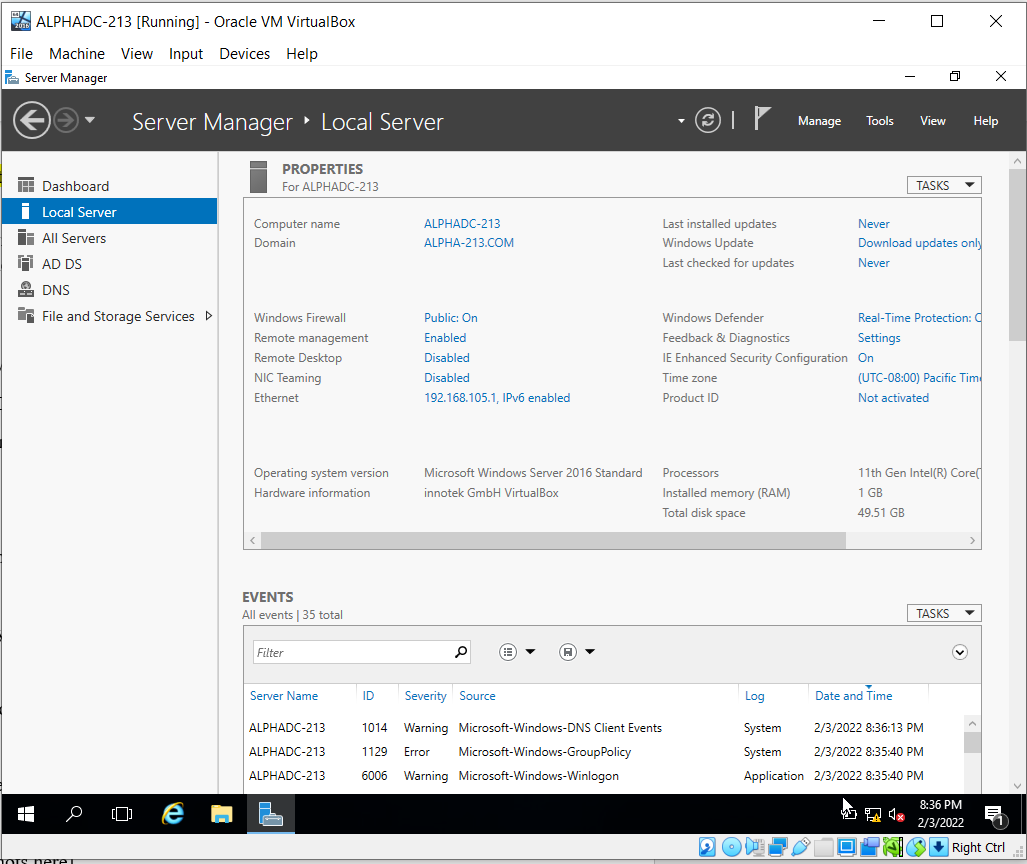 ALPHADC-213 [Running] - Oracle VM VirtualBox
File Machine View Input Devices Help
Server Manager
Server Manager ‣ Local Server
Manage Tools View Help
Dashboard
Local Server
All Servers
AD DS
DNS
File and Storage Services
PROPERTIES
For ALPHADC-213
TASKS
Computer name ALPHADC-213 Last installed updates Never
Domain ALPHA-213.COM Windows Update Download updates only
Last checked for updates Never
Windows Firewall Public: On Windows Defender Real-Time Protection: O
Remote management Enabled Feedback & Diagnostics Settings
Remote Desktop Disabled IE Enhanced Security Configuration On
NIC Teaming Disabled Time zone (UTC-08:00) Pacific Time
Ethernet 192.168.105.1, IPv6 enabled Product ID Not activated
Operating system version Microsoft Windows Server 2016 Standard Processors 11th Gen Intel(R) Core(T
Hardware information innotek GmbH VirtualBox Installed memory (RAM) 1 GB
Total disk space 49.51 GB
EVENTS
All events | 35 total
TASKS
Filter
Server Name ID Severity Source Log Date and Time
ALPHADC-213 1014 Warning Microsoft-Windows-DNS Client Events System 2/3/2022 8:36:13 PM
ALPHADC-213 1129 Error Microsoft-Windows-GroupPolicy System 2/3/2022 8:35:40 PM
ALPHADC-213 6006 Warning Microsoft-Windows-Winlogon Application 2/3/2022 8:35:40 PM
8:36 PM
2/3/2022
1
Right Ctrl